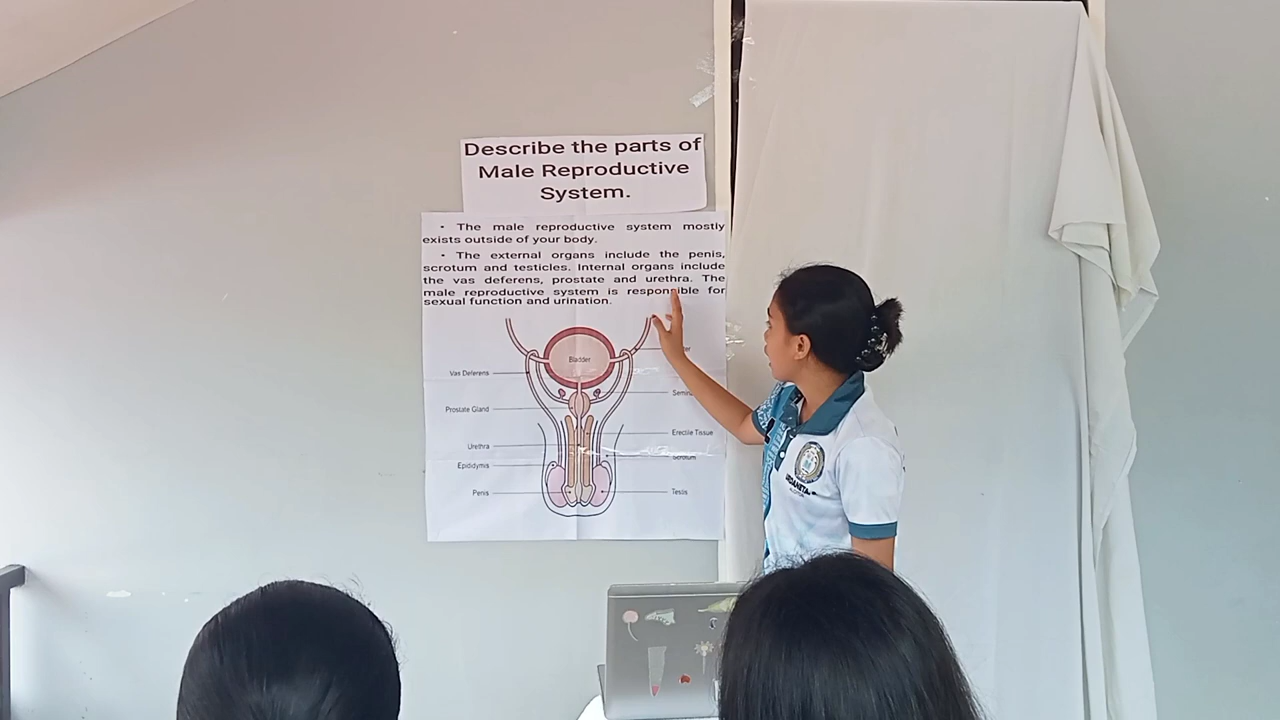 Describe the parts of
Male Reproductive
System.
• The male reproductive system mostly
exists outside of your body.
• The external organs include the penis,
scrotum and testicles. Internal organs include
the vas deferens, prostate and urethra. The
male reproductive system is responsible for
sexual function and urination.
Bladder
Vas Deferens
Prostate Gland
Erectile Tissue
Urethra
Scrotum
Epididymis
Penis
Testis